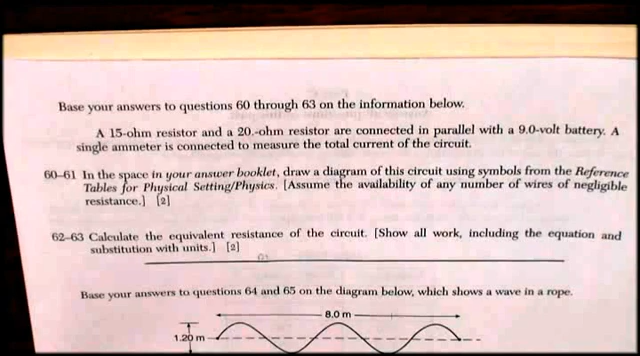 Base your answers to questions 60 through 63 on the information below.
A 15-ohm resistor and a 20.-ohm resistor are connected in parallel with a 9.0-volt battery. A
single ammeter is connected to measure the total current of the circuit.
60–61 In the space in your answer booklet, draw a diagram of this circuit using symbols from the Reference
Tables for Physical Setting/Physics. [Assume the availability of any number of wires of negligible
resistance.] [2]
62–63 Calculate the equivalent resistance of the circuit. [Show all work, including the equation and
substitution with units.] [2]
Base your answers to questions 64 and 65 on the diagram below, which shows a wave in a rope.
8.0 m
1.20 m